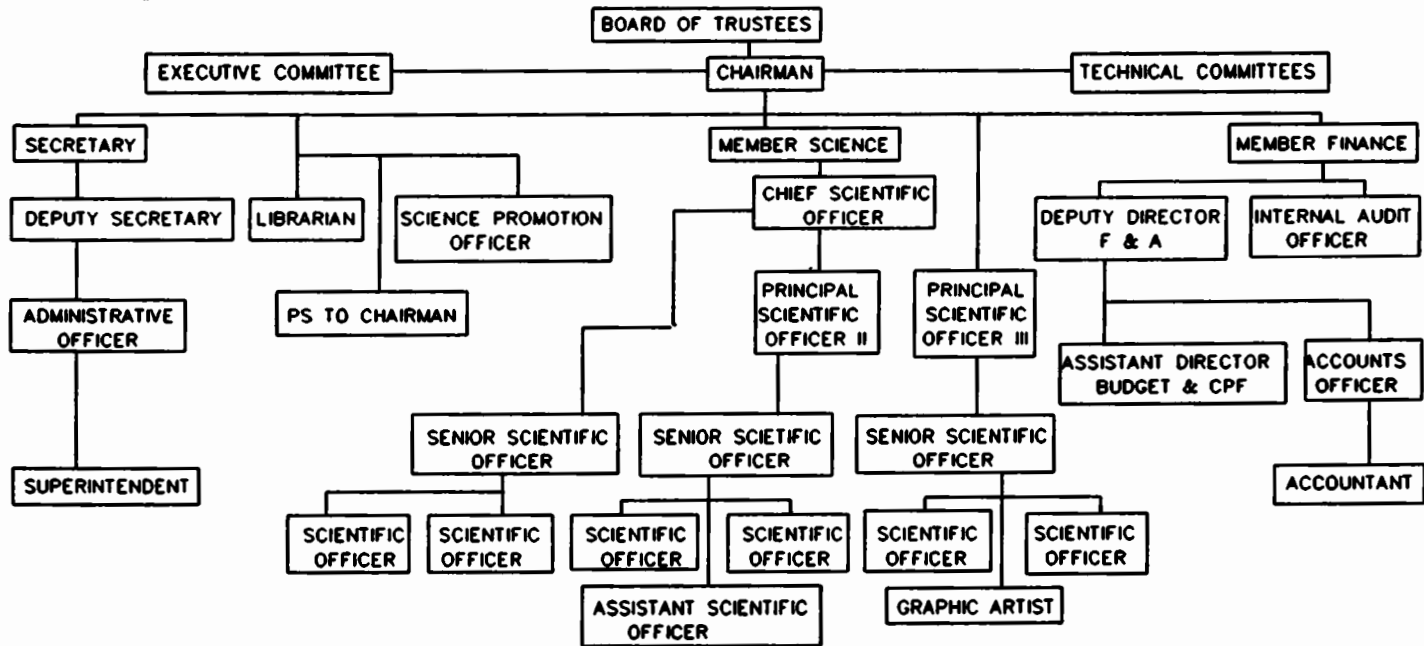 BOARD OF TRUSTEES
EXECUTIVE COMMITTEE
CHAIRMAN
TECHNICAL COMMITTEES
SECRETARY
MEMBER SCIENCE
MEMBER FINANCE
DEPUTY SECRETARY
LIBRARIAN
SCIENCE PROMOTION
OFFICER
CHIEF SCIENTIFIC
OFFICER
DEPUTY DIRECTOR
F & A
INTERNAL AUDIT
OFFICER
ADMINISTRATIVE
OFFICER
PS TO CHAIRMAN
PRINCIPAL
SCIENTIFIC
OFFICER II
PRINCIPAL
SCIENTIFIC
OFFICER III
ASSISTANT DIRECTOR
BUDGET & CPF
ACCOUNTS
OFFICER
SENIOR SCIENTIFIC
OFFICER
SENIOR SCIETIFIC
OFFICER
SENIOR SCIENTIFIC
OFFICER
SUPERINTENDENT
ACCOUNTANT
SCIENTIFIC
OFFICER
SCIENTIFIC
OFFICER
SCIENTIFIC
OFFICER
SCIENTIFIC
OFFICER
SCIENTIFIC
OFFICER
SCIENTIFIC
OFFICER
ASSISTANT SCIENTIFIC
OFFICER
GRAPHIC ARTIST